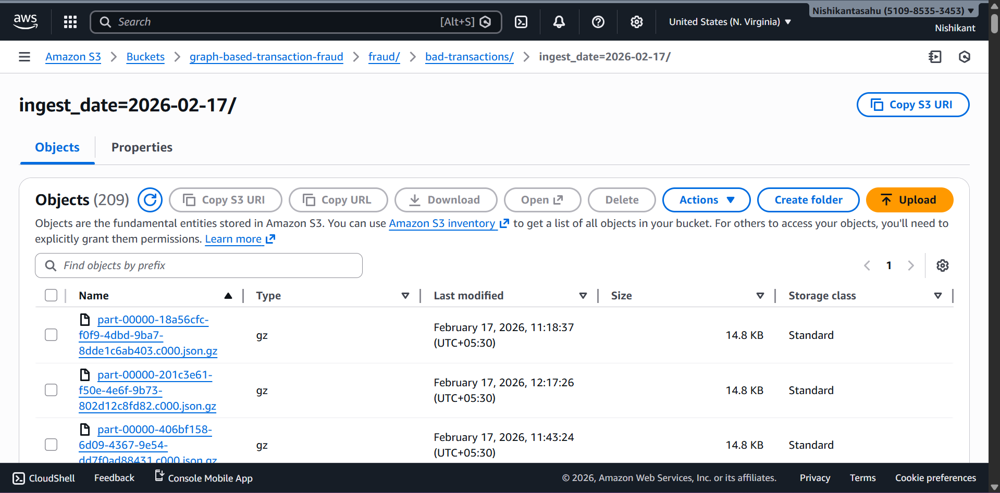 aws
Search [Alt+S]
United States (N. Virginia)
Nishikantasahu (5109-8535-3453)
Nishikant
Amazon S3 > Buckets > graph-based-transaction-fraud > fraud/ > bad-transactions/ > ingest_date=2026-02-17/
ingest_date=2026-02-17/
Copy S3 URI
Objects
Properties
Objects (209)
Copy S3 URI
Copy URL
Download
Open
Delete
Actions
Create folder
Upload
Objects are the fundamental entities stored in Amazon S3. You can use Amazon S3 inventory to get a list of all objects in your bucket. For others to access your objects, you'll need to
explicitly grant them permissions. Learn more
Find objects by prefix
1
Name
Type
Last modified
Size
Storage class
part-00000-18a56cfc-
f0f9-4dbd-9ba7-
8dde1c6ab403.c000.json.gz
gz
February 17, 2026, 11:18:37
(UTC+05:30)
14.8 KB
Standard
part-00000-201c3e61-
f50e-4e6f-9b73-
802d12c8fd82.c000.json.gz
gz
February 17, 2026, 12:17:26
(UTC+05:30)
14.8 KB
Standard
part-00000-406bf158-
6d09-4367-9e54-
dd7f0ad88431.c000.json.gz
gz
February 17, 2026, 11:43:24
(UTC+05:30)
14.8 KB
Standard
CloudShell
Feedback
Console Mobile App
© 2026, Amazon Web Services, Inc. or its affiliates.
Privacy
Terms
Cookie preferences